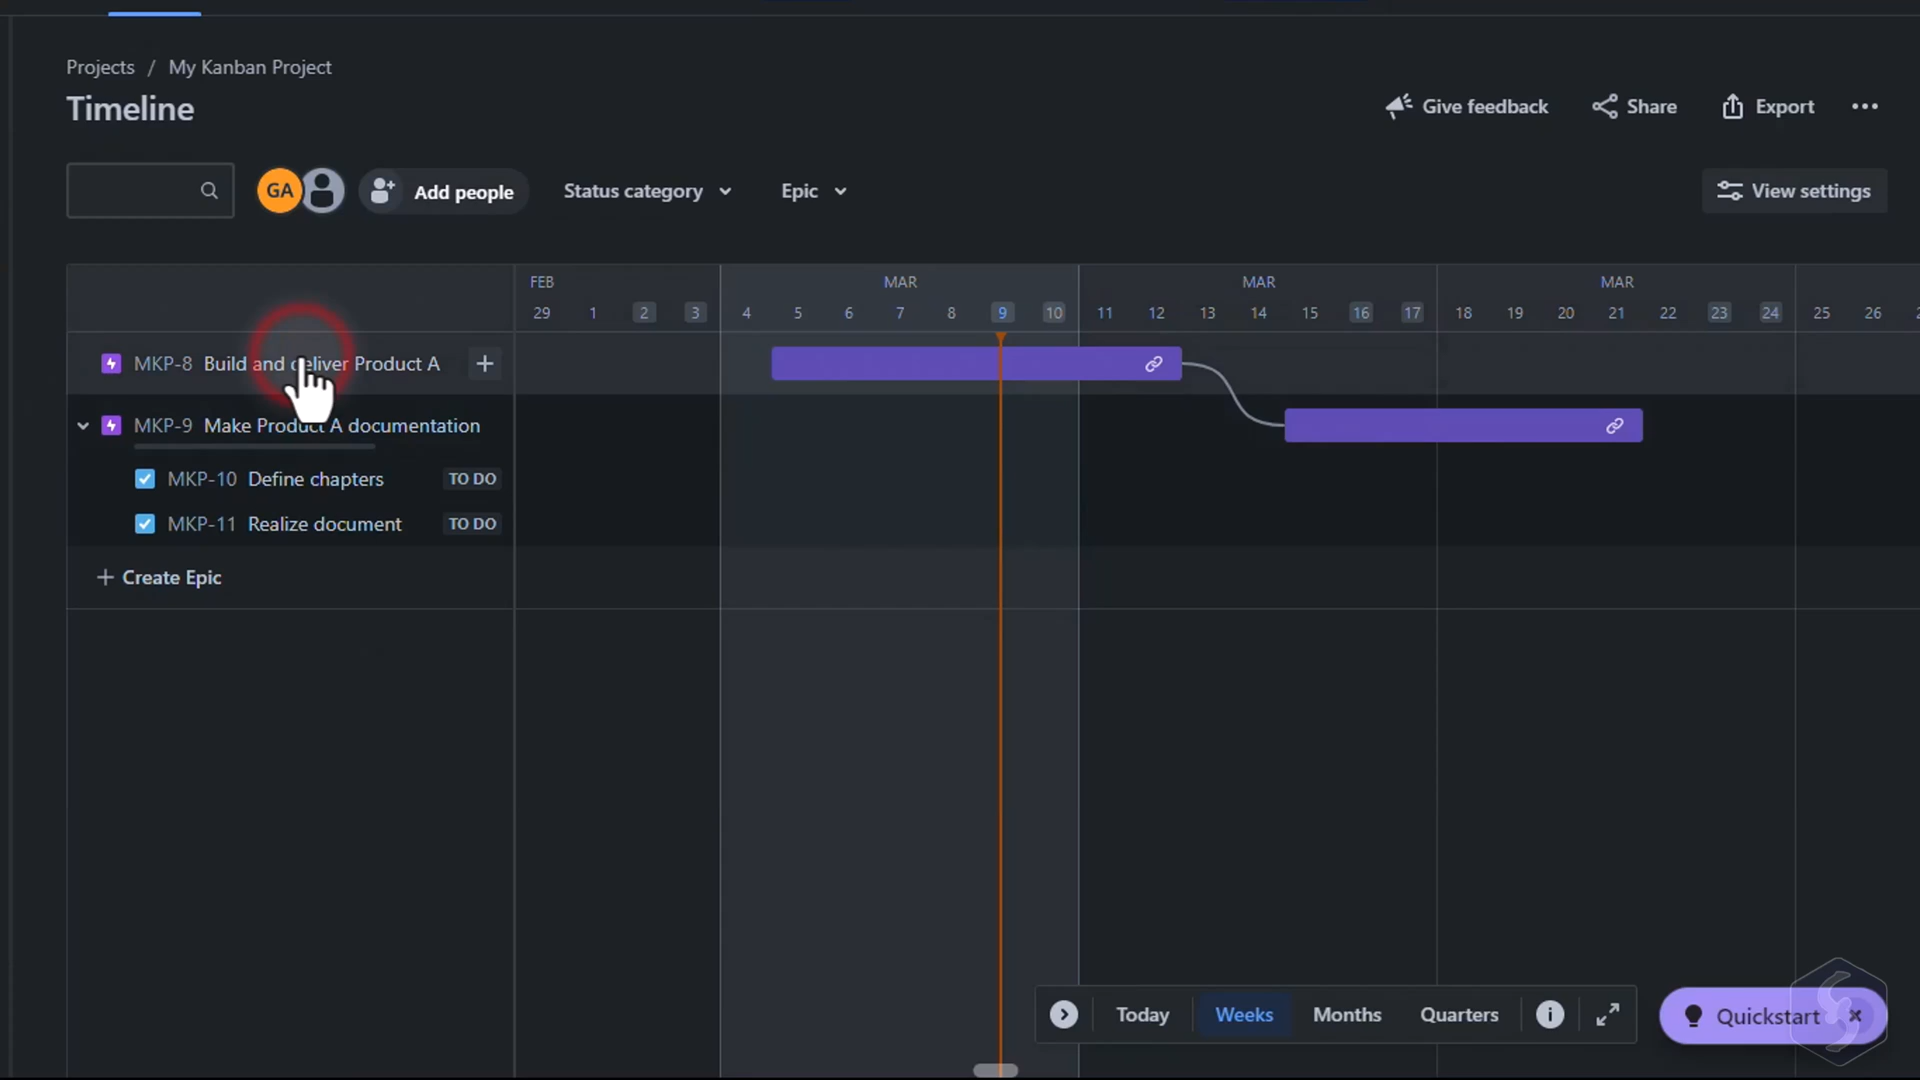 Projects / My Kanban Project
Timeline
Give feedback
Share
Export
GA
Add people
Status category
Epic
View settings
FEB MAR MAR MAR
29 1 2 3 4 5 6 7 8 9 10 11 12 13 14 15 16 17 18 19 20 21 22 23 24 25 26
MKP-8 Build and deliver Product A
MKP-9 Make Product A documentation
MKP-10 Define chapters TO DO
MKP-11 Realize document TO DO
+ Create Epic
Today Weeks Months Quarters
Quickstart